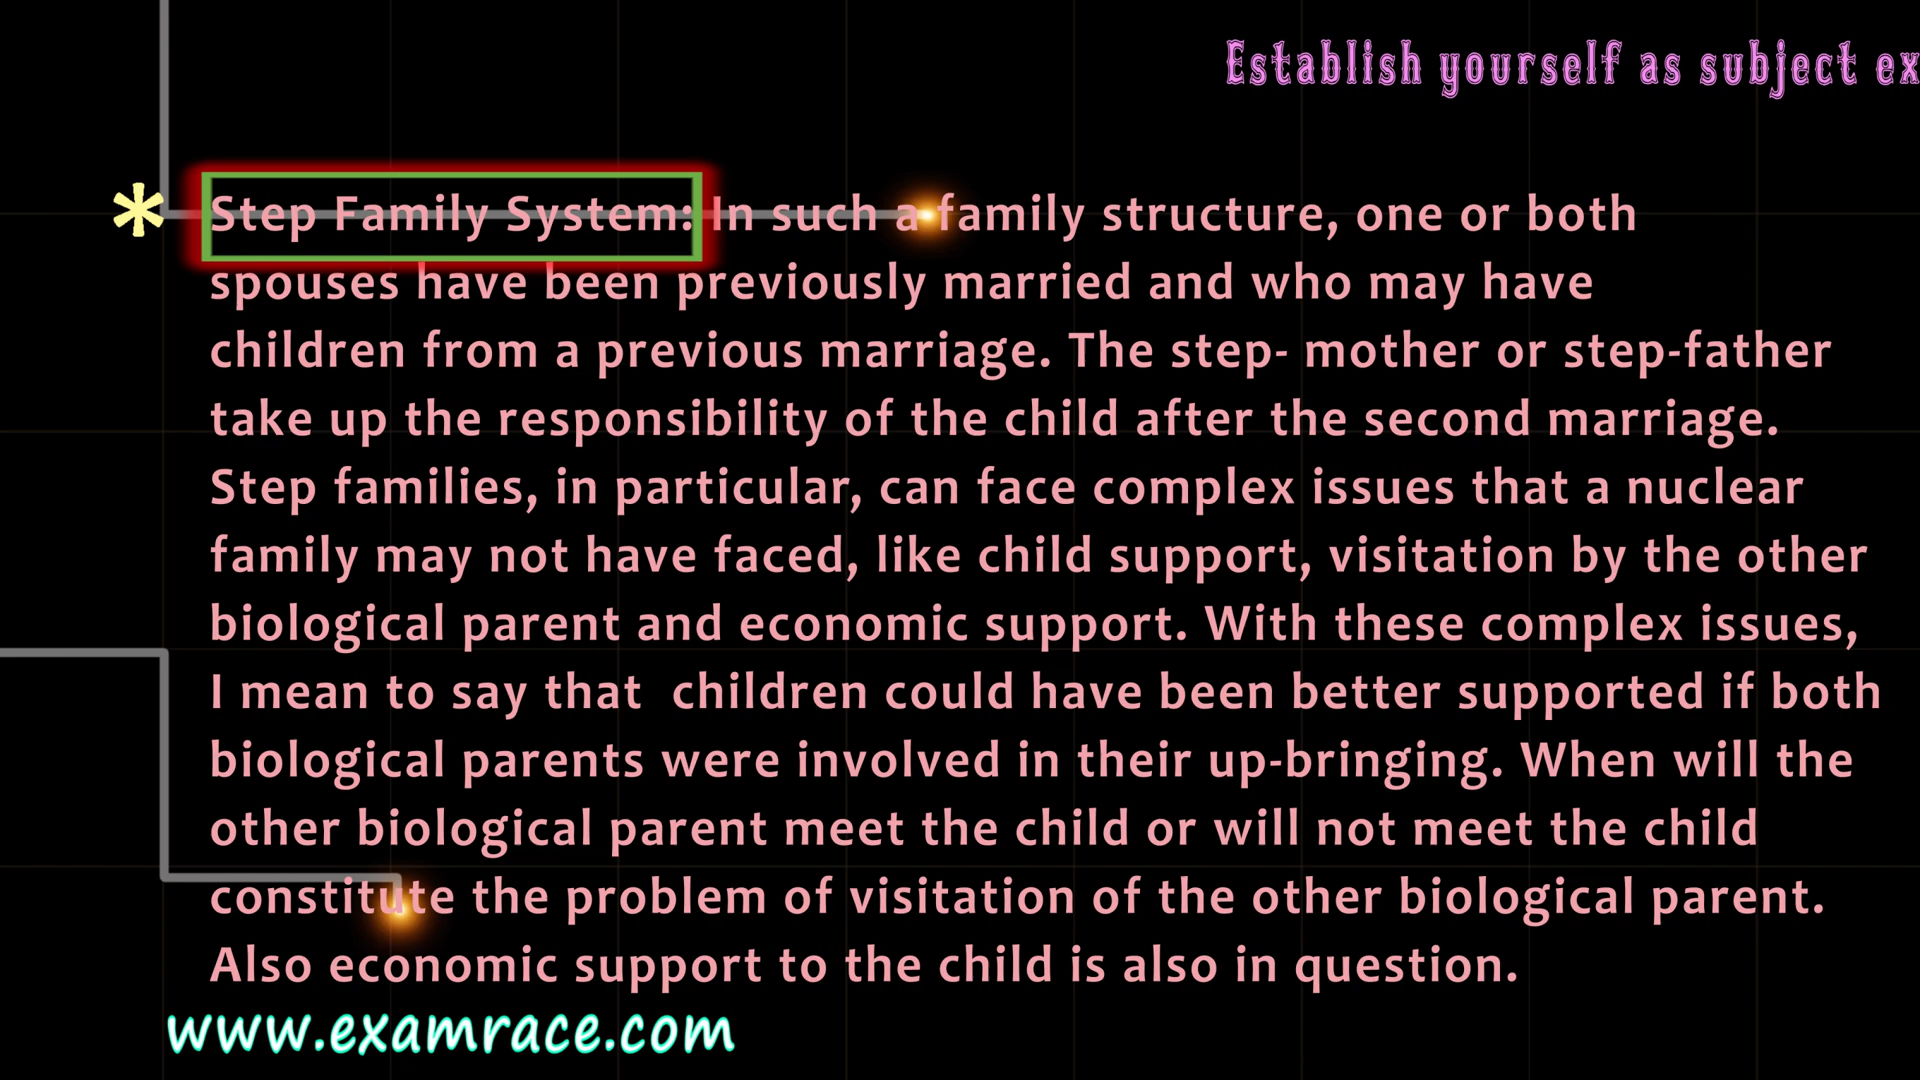 Establish yourself as subject ex
* Step Family System: In such a family structure, one or both
spouses have been previously married and who may have
children from a previous marriage. The step- mother or step-father
take up the responsibility of the child after the second marriage.
Step families, in particular, can face complex issues that a nuclear
family may not have faced, like child support, visitation by the other
biological parent and economic support. With these complex issues,
I mean to say that  children could have been better supported if both
biological parents were involved in their up-bringing. When will the
other biological parent meet the child or will not meet the child
constitute the problem of visitation of the other biological parent.
Also economic support to the child is also in question.
www.examrace.com